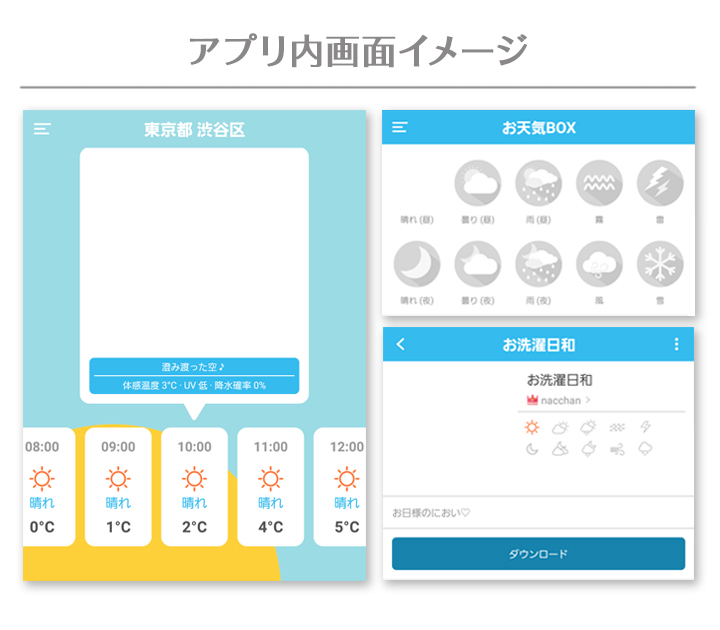 アプリ内画面イメージ
東京都 渋谷区
澄み渡った空♪
体感温度 3°C · UV 低 · 降水確率 0%
08:00 09:00 10:00 11:00 12:00
晴れ 晴れ 晴れ 晴れ 晴れ
0°C 1°C 2°C 4°C 5°C
お天気BOX
晴れ (昼) 曇り (昼) 雨 (昼) 霧 雷
晴れ (夜) 曇り (夜) 雨 (夜) 風 雪
お洗濯日和
お洗濯日和
nacchan
お日様のにおい♡
ダウンロード